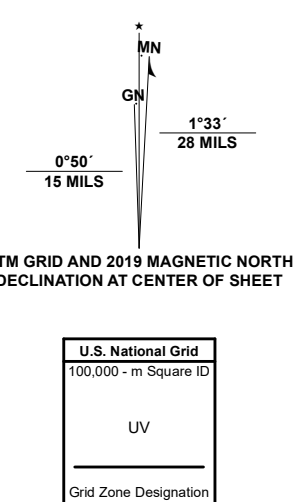 MN
GN
1°33´
28 MILS
0°50´
15 MILS
TM GRID AND 2019 MAGNETIC NORTH
DECLINATION AT CENTER OF SHEET
U.S. National Grid
100,000 - m Square ID
UV
Grid Zone Designation